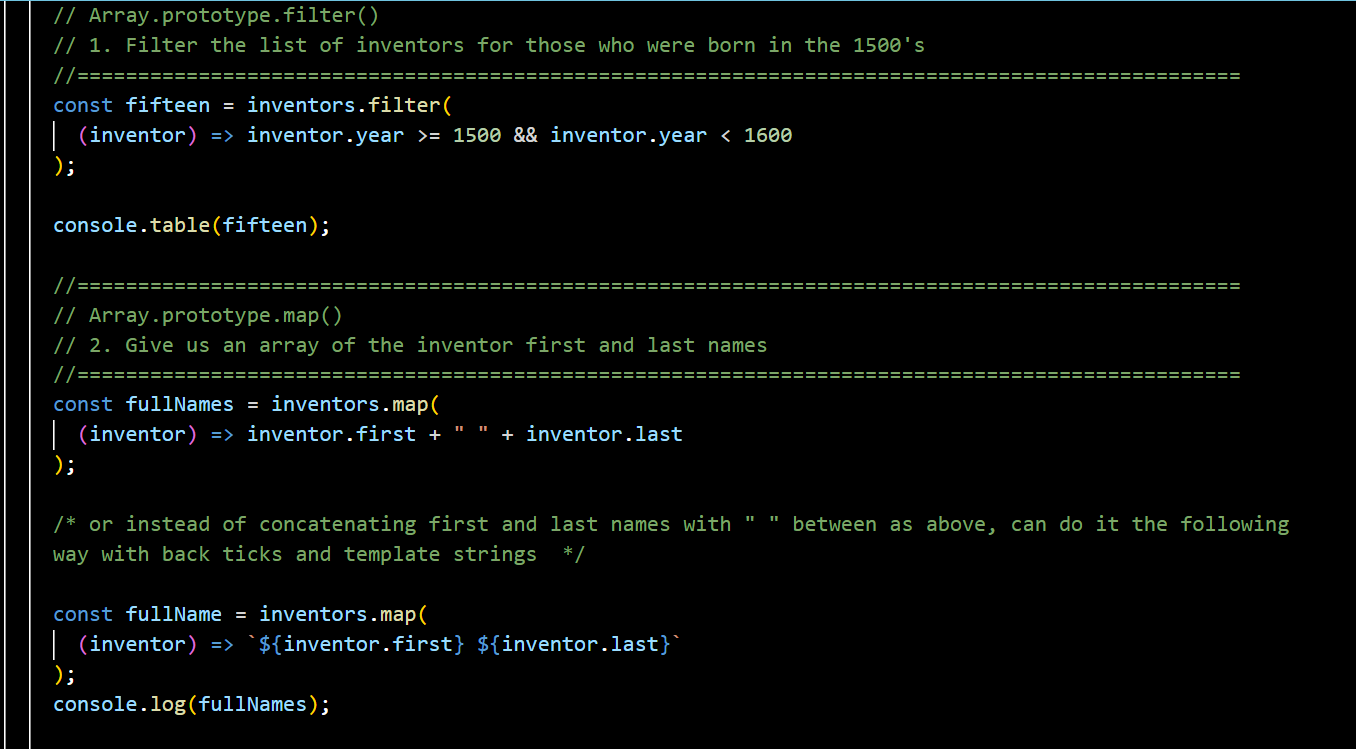 // Array.prototype.filter()
// 1. Filter the list of inventors for those who were born in the 1500's
//================================================================================================
const fifteen = inventors.filter(
  (inventor) => inventor.year >= 1500 && inventor.year < 1600
);
console.table(fifteen);
//================================================================================================
// Array.prototype.map()
// 2. Give us an array of the inventor first and last names
//================================================================================================
const fullNames = inventors.map(
  (inventor) => inventor.first + " " + inventor.last
);
/* or instead of concatenating first and last names with " " between as above, can do it the following
way with back ticks and template strings  */
const fullName = inventors.map(
  (inventor) => `${inventor.first} ${inventor.last}`
);
console.log(fullNames);